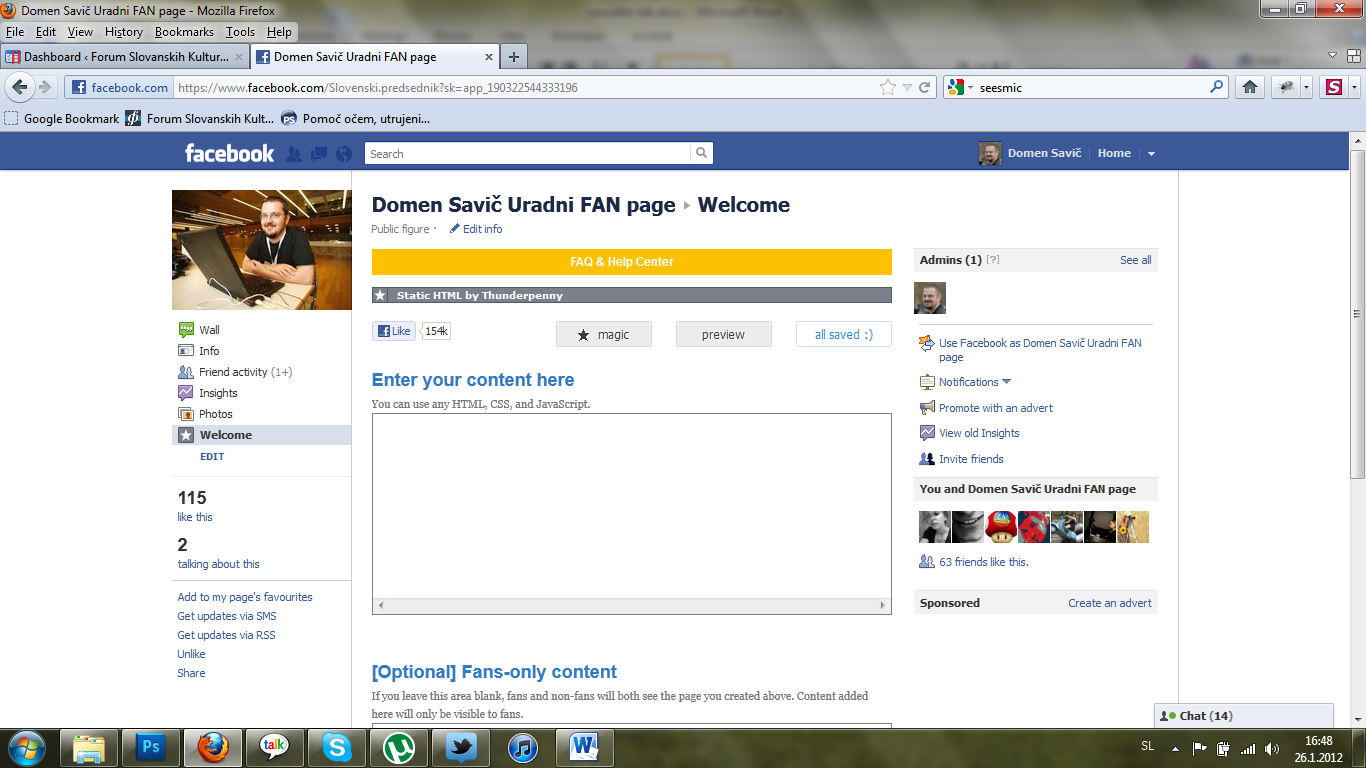 Domen Savič Uradni FAN page - Mozilla Firefox
File Edit View History Bookmarks Tools Help
Dashboard ‹ Forum Slovanskih Kultur... Domen Savič Uradni FAN page
facebook.com https://www.facebook.com/Slovenski.predsednik?sk=app_190322544333196 seesmic
Google Bookmark Forum Slovanskih Kult... Pomoč očem, utrujeni...
facebook Search Domen Savič Home
Domen Savič Uradni FAN page Welcome
Public figure · Edit info
FAQ & Help Center
Static HTML by Thunderpenny
Like 154k magic preview all saved :)
Enter your content here
You can use any HTML, CSS, and JavaScript.
[Optional] Fans-only content
If you leave this area blank, fans and non-fans will both see the page you created above. Content added
here will only be visible to fans.
Wall
Info
Friend activity (1+)
Insights
Photos
Welcome
EDIT
115
like this
2
talking about this
Add to my page's favourites
Get updates via SMS
Get updates via RSS
Unlike
Share
Admins (1) [?] See all
Use Facebook as Domen Savič Uradni FAN
page
Notifications
Promote with an advert
View old Insights
Invite friends
You and Domen Savič Uradni FAN page
63 friends like this.
Sponsored Create an advert
Chat (14)
Ps talk S W
SL 16:48
26.1.2012